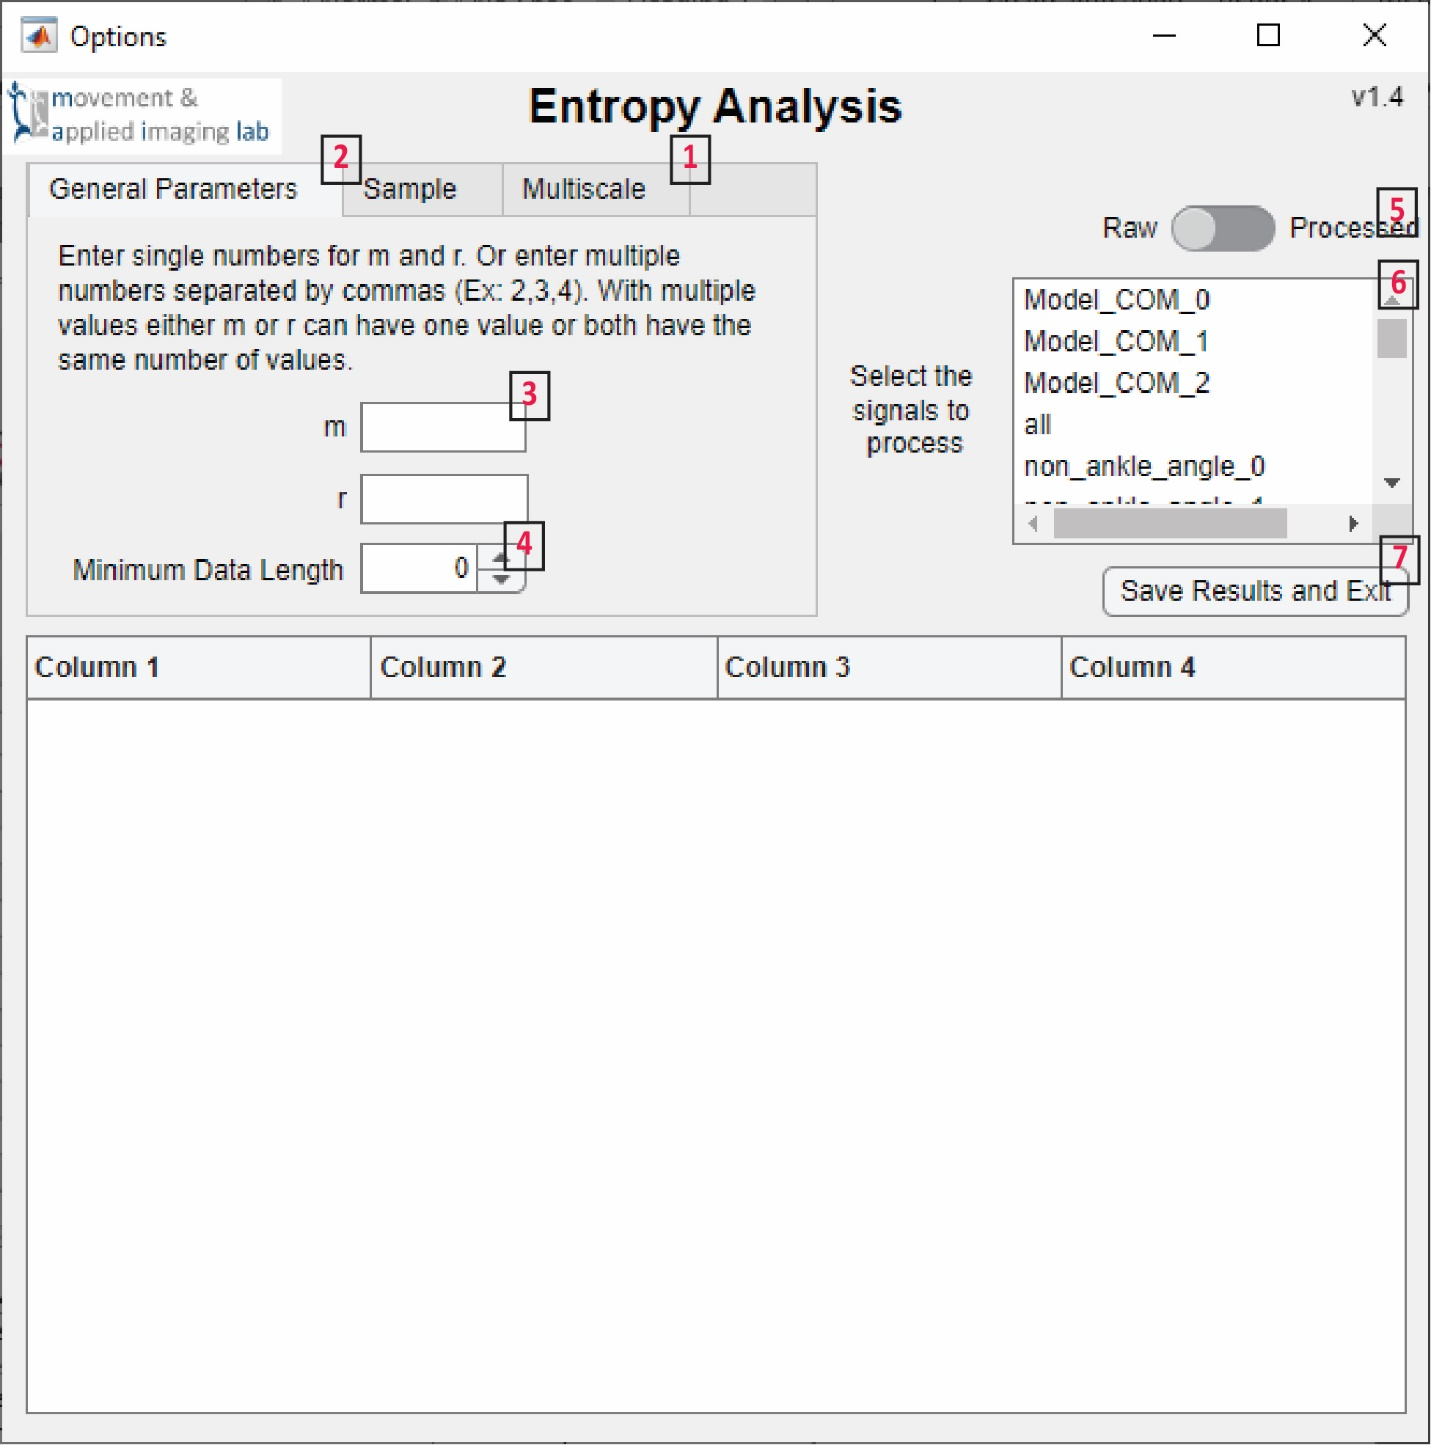 Options
movement &
applied imaging lab
Entropy Analysis
v1.4
2
1
General Parameters
Sample
Multiscale
Enter single numbers for m and r. Or enter multiple
numbers separated by commas (Ex: 2,3,4). With multiple
values either m or r can have one value or both have the
same number of values.
3
m
r
4
Minimum Data Length
0
5
Raw
Processed
6
Select the
signals to
process
Model_COM_0
Model_COM_1
Model_COM_2
all
non_ankle_angle_0
7
Save Results and Exit
Column 1
Column 2
Column 3
Column 4